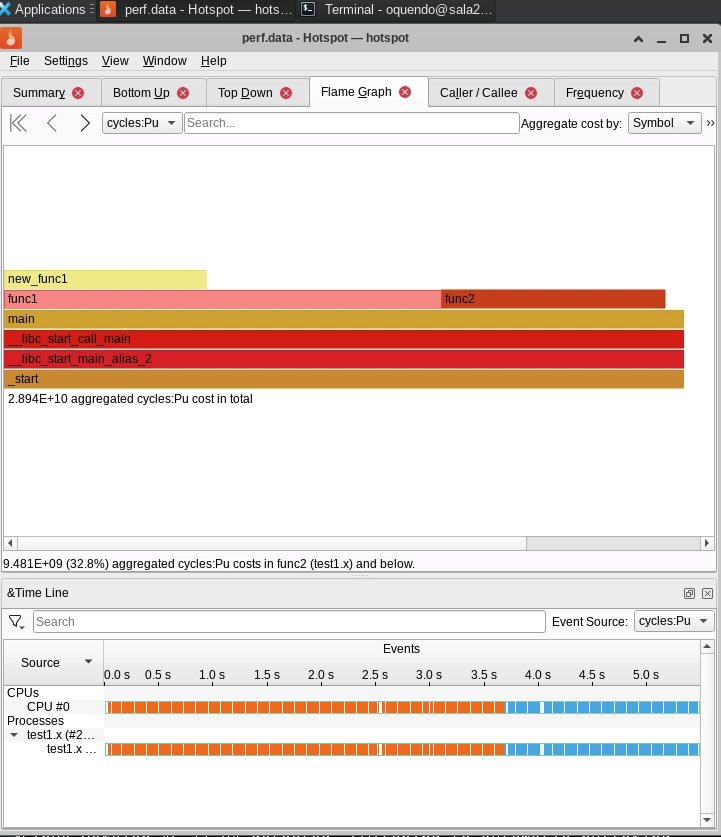 Applications
perf.data - Hotspot — hots...
Terminal - oquendo@sala2...
perf.data - Hotspot — hotspot
File Settings View Window Help
Summary Bottom Up Top Down Flame Graph Caller / Callee Frequency
cycles:Pu Search... Aggregate cost by: Symbol »
new_func1
func1 func2
main
__libc_start_call_main
__libc_start_main_alias_2
_start
2.894E+10 aggregated cycles:Pu cost in total
9.481E+09 (32.8%) aggregated cycles:Pu costs in func2 (test1.x) and below.
&Time Line
Search Event Source: cycles:Pu
Source Events
0.0 s 0.5 s 1.0 s 1.5 s 2.0 s 2.5 s 3.0 s 3.5 s 4.0 s 4.5 s 5.0 s
CPUs
CPU #0
Processes
test1.x (#2...
test1.x ...